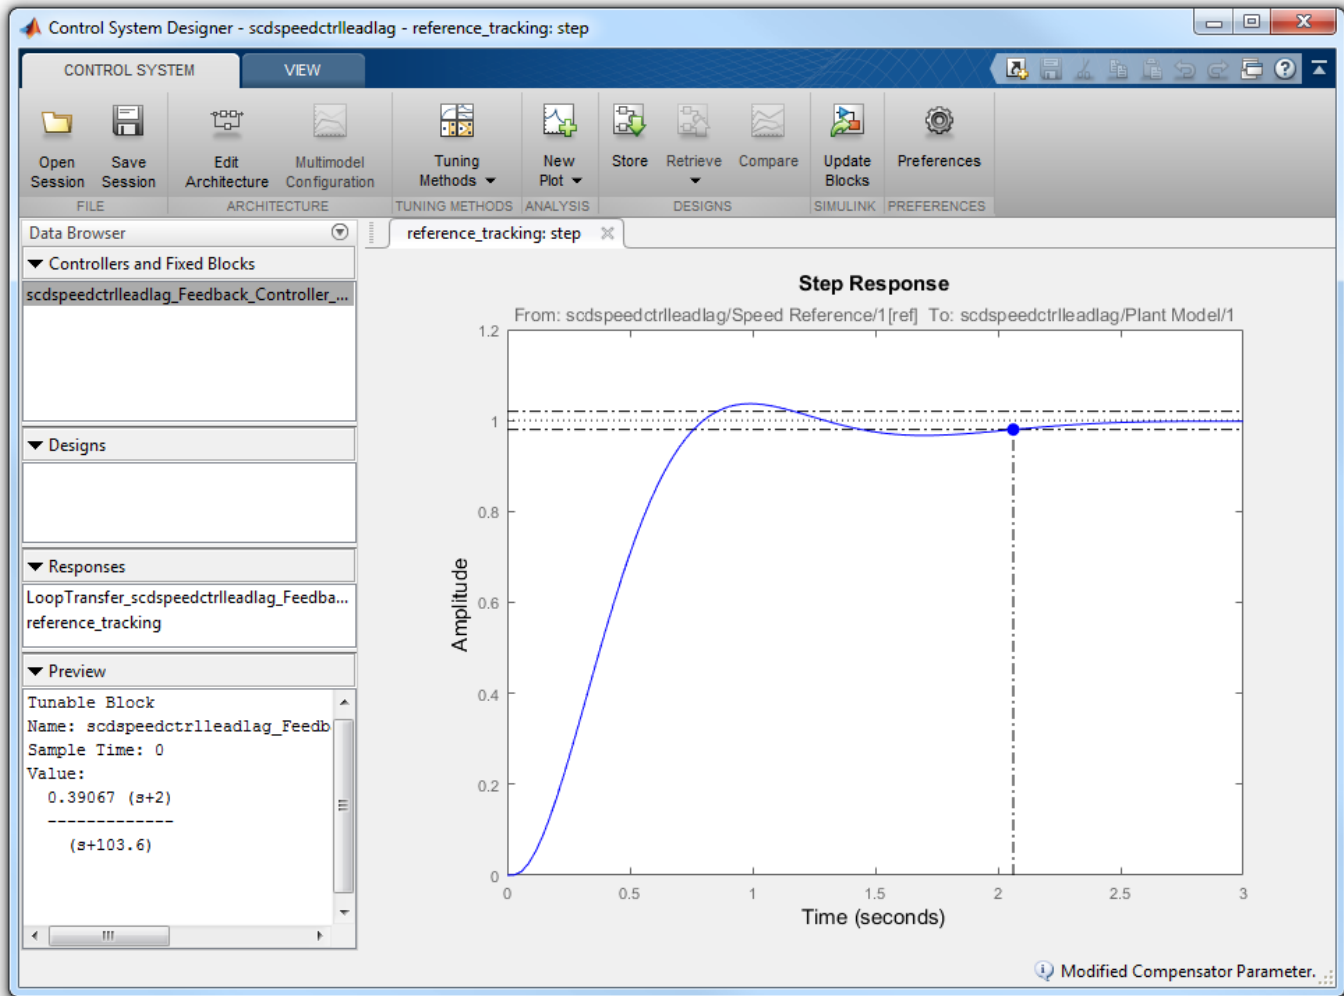 Control System Designer - scdspeedctrlleadlag - reference_tracking: step
CONTROL SYSTEM
VIEW
Open Session
Save Session
Edit Architecture
Multimodel Configuration
Tuning Methods
New Plot
Store
Retrieve
Compare
Update Blocks
Preferences
FILE
ARCHITECTURE
TUNING METHODS
ANALYSIS
DESIGNS
SIMULINK
PREFERENCES
Data Browser
reference_tracking: step
Controllers and Fixed Blocks
scdspeedctrlleadlag_Feedback_Controller_...
Designs
Responses
LoopTransfer_scdspeedctrlleadlag_Feedba...
reference_tracking
Preview
Tunable Block
Name: scdspeedctrlleadlag_Feedb
Sample Time: 0
Value:
0.39067 (s+2)
-------------
(s+103.6)
Step Response
From: scdspeedctrlleadlag/Speed Reference/1[ref] To: scdspeedctrlleadlag/Plant Model/1
1.2
1
0.8
0.6
0.4
0.2
0
Amplitude
0
0.5
1
1.5
2
2.5
3
Time (seconds)
Modified Compensator Parameter.